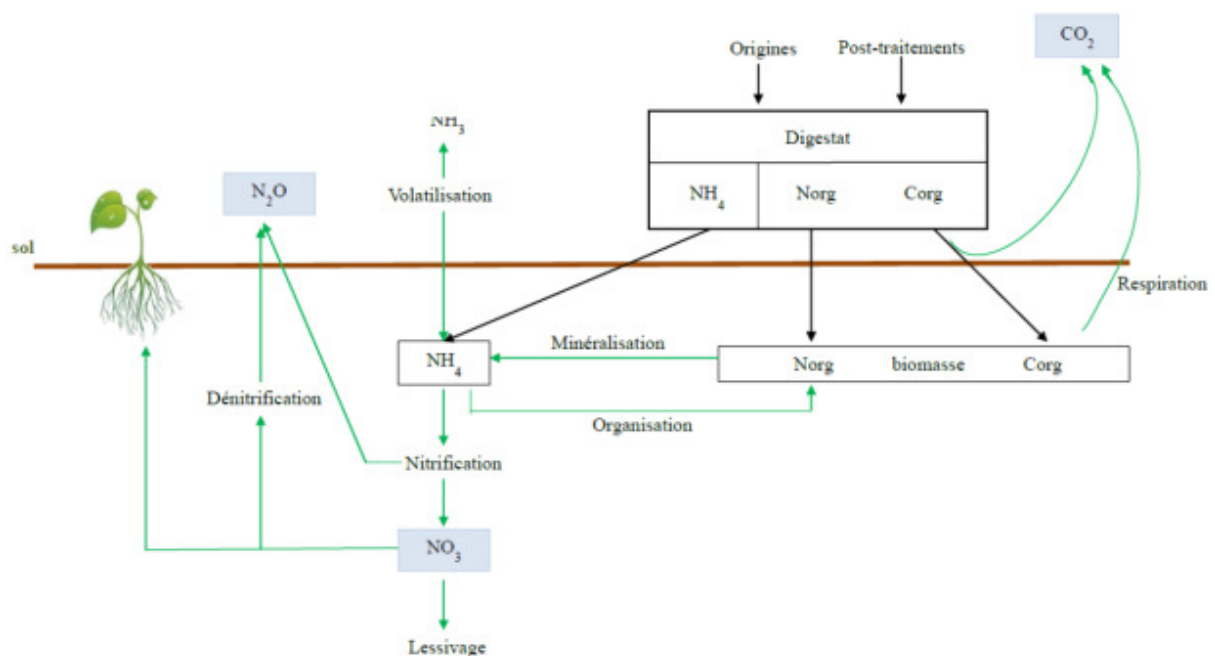 CO2
Origines Post-traitements
NH3
Digestat
N2O
NH4 Norg Corg
Volatilisation
sol
Respiration
Minéralisation
NH4
Norg biomasse Corg
Dénitrification
Organisation
Nitrification
NO3
Lessivage